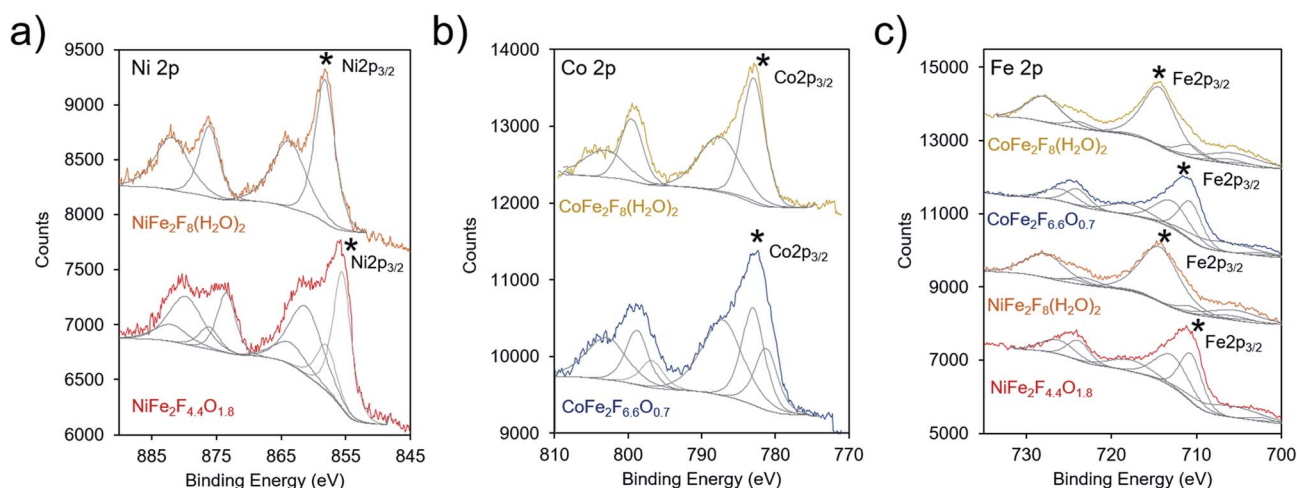 a)
Ni 2p
*
Ni2p3/2
NiFe2F8(H2O)2
*
Ni2p3/2
NiFe2F4.4O1.8
9500
9000
8500
8000
7500
7000
6500
6000
Counts
885
875
865
855
845
Binding Energy (eV)
b)
Co 2p
*
Co2p3/2
CoFe2F8(H2O)2
*
Co2p3/2
CoFe2F6.6O0.7
14000
13000
12000
11000
10000
9000
Counts
810
800
790
780
770
Binding Energy (eV)
c)
Fe 2p
*
Fe2p3/2
CoFe2F8(H2O)2
*
Fe2p3/2
CoFe2F6.6O0.7
*
Fe2p3/2
NiFe2F8(H2O)2
*
Fe2p3/2
NiFe2F4.4O1.8
15000
13000
11000
9000
7000
5000
Counts
730
720
710
700
Binding Energy (eV)